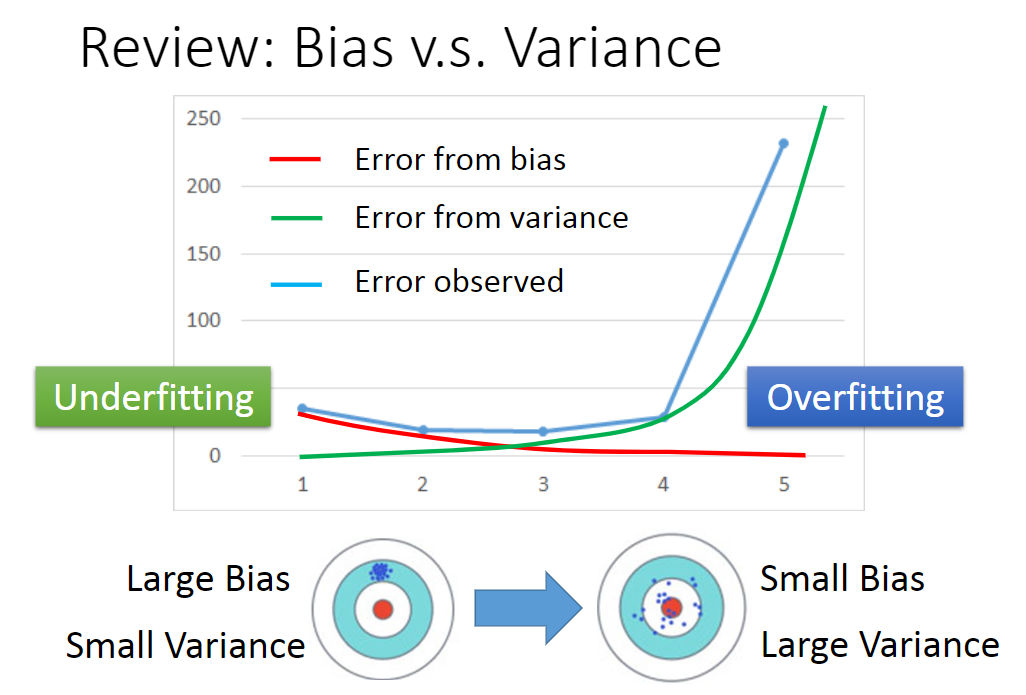 Review: Bias v.s. Variance
250
Error from bias
200
Error from variance
150
Error observed
100
Underfitting
Overfitting
0
1 2 3 4 5
Large Bias
Small Variance
Small Bias
Large Variance